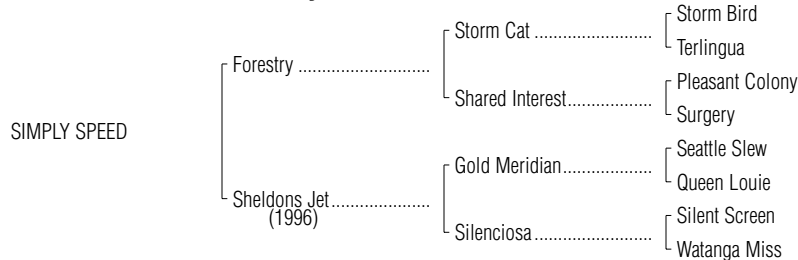 Storm Bird
Storm Cat ........................
Terlingua
Forestry ...........................
Pleasant Colony
Shared Interest.................
Surgery
SIMPLY SPEED
Seattle Slew
Gold Meridian..................
Queen Louie
Sheldons Jet.....................
(1996)
Silent Screen
Silenciosa ........................
Watanga Miss